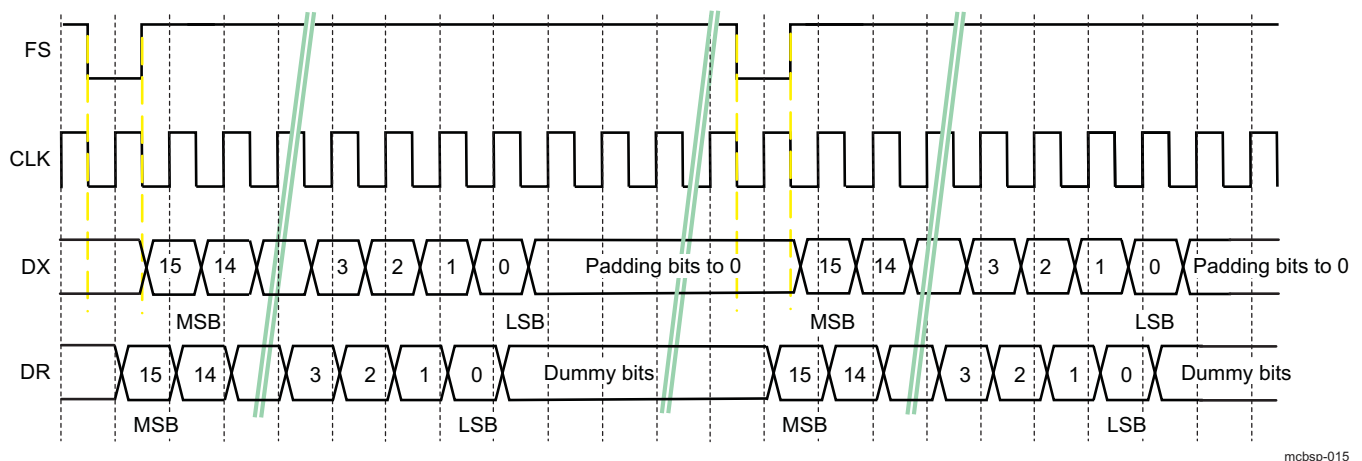 FS
CLK
DX 15 14 3 2 1 0 Padding bits to 0 15 14 3 2 1 0 Padding bits to 0
MSB LSB MSB LSB
DR 15 14 3 2 1 0 Dummy bits 15 14 3 2 1 0 Dummy bits
MSB LSB MSB LSB
mcbsp-015